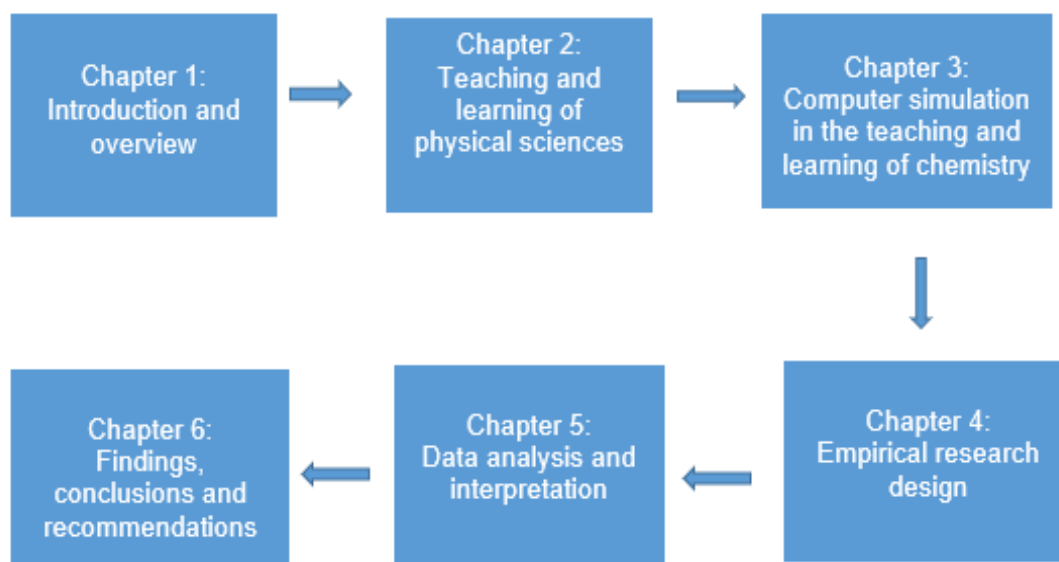 Chapter 1:
Introduction and
overview
Chapter 2:
Teaching and
learning of
physical sciences
Chapter 3:
Computer simulation
in the teaching and
learning of chemistry
Chapter 4:
Empirical research
design
Chapter 5:
Data analysis and
interpretation
Chapter 6:
Findings,
conclusions and
recommendations